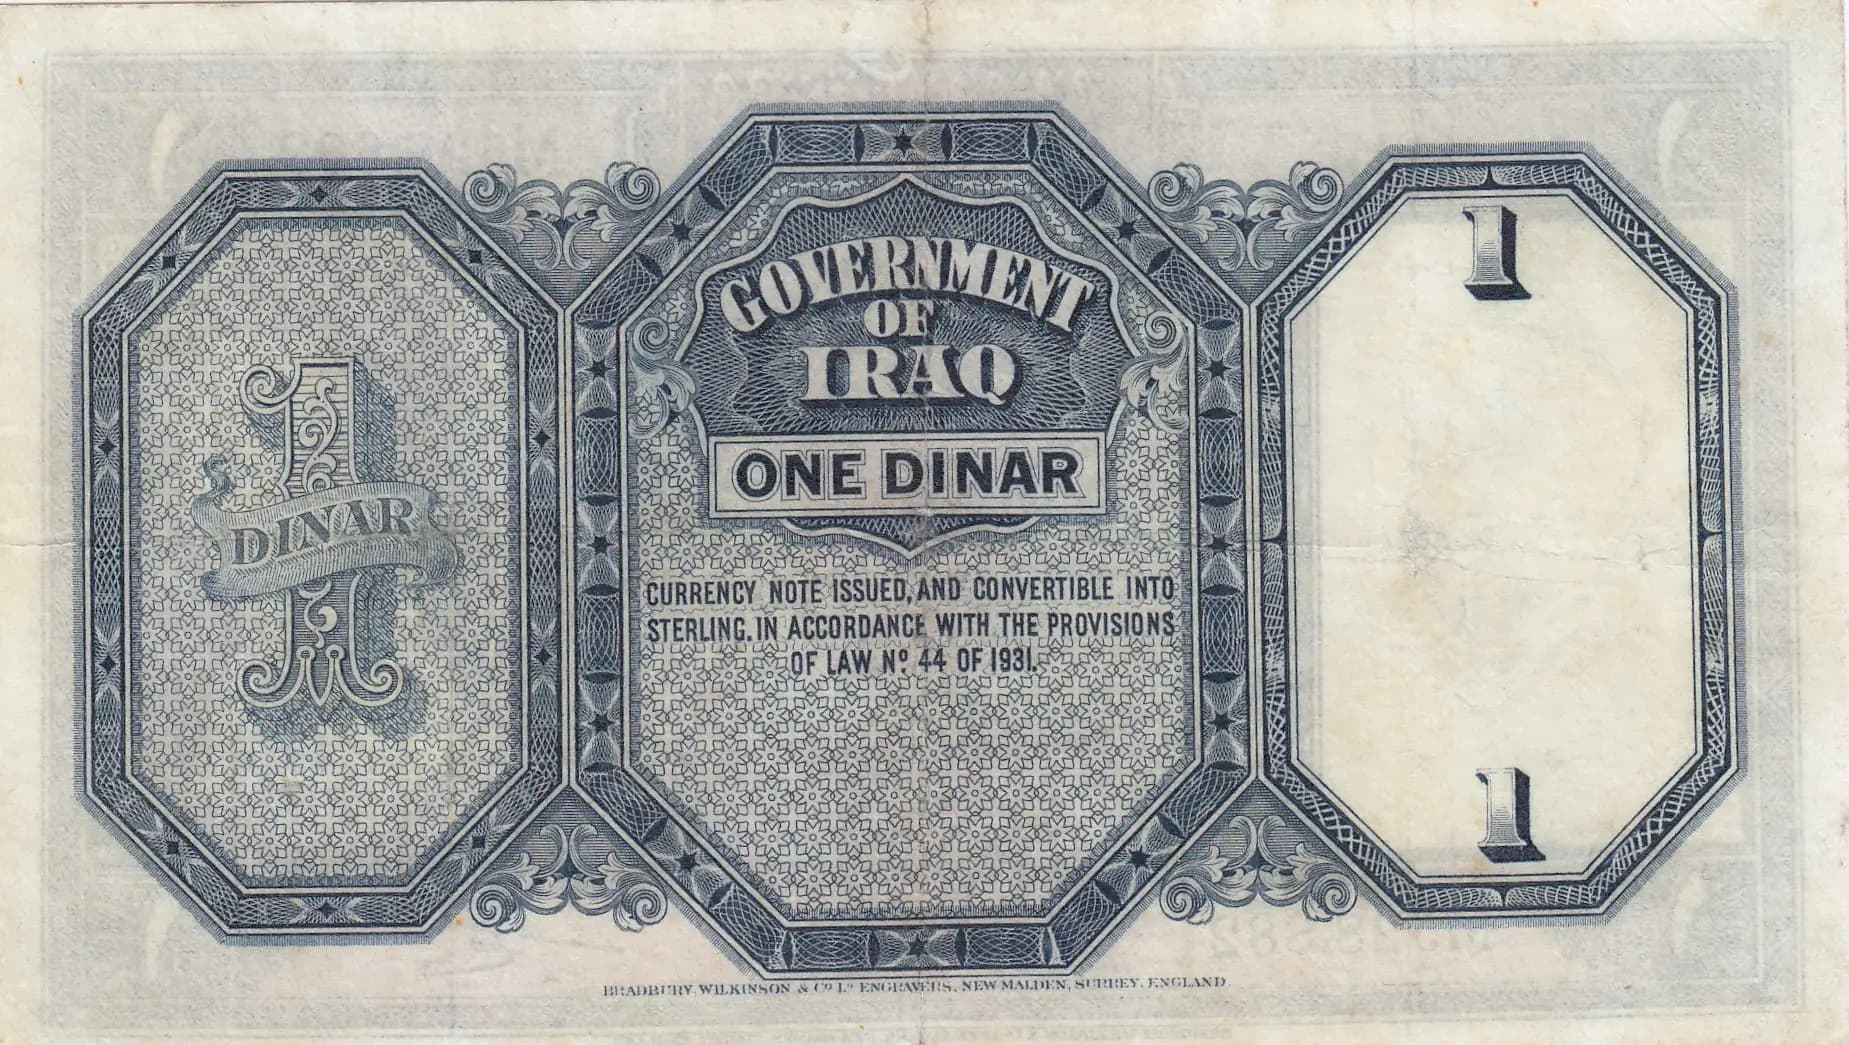 GOVERNMENT
OF
IRAQ
ONE DINAR
1
DINAR
CURRENCY NOTE ISSUED, AND CONVERTIBLE INTO
STERLING, IN ACCORDANCE WITH THE PROVISIONS
OF LAW Nº 44 OF 1931.
1
1
BRADBURY, WILKINSON & Cº Lº ENGRAVERS, NEW MALDEN, SURREY, ENGLAND